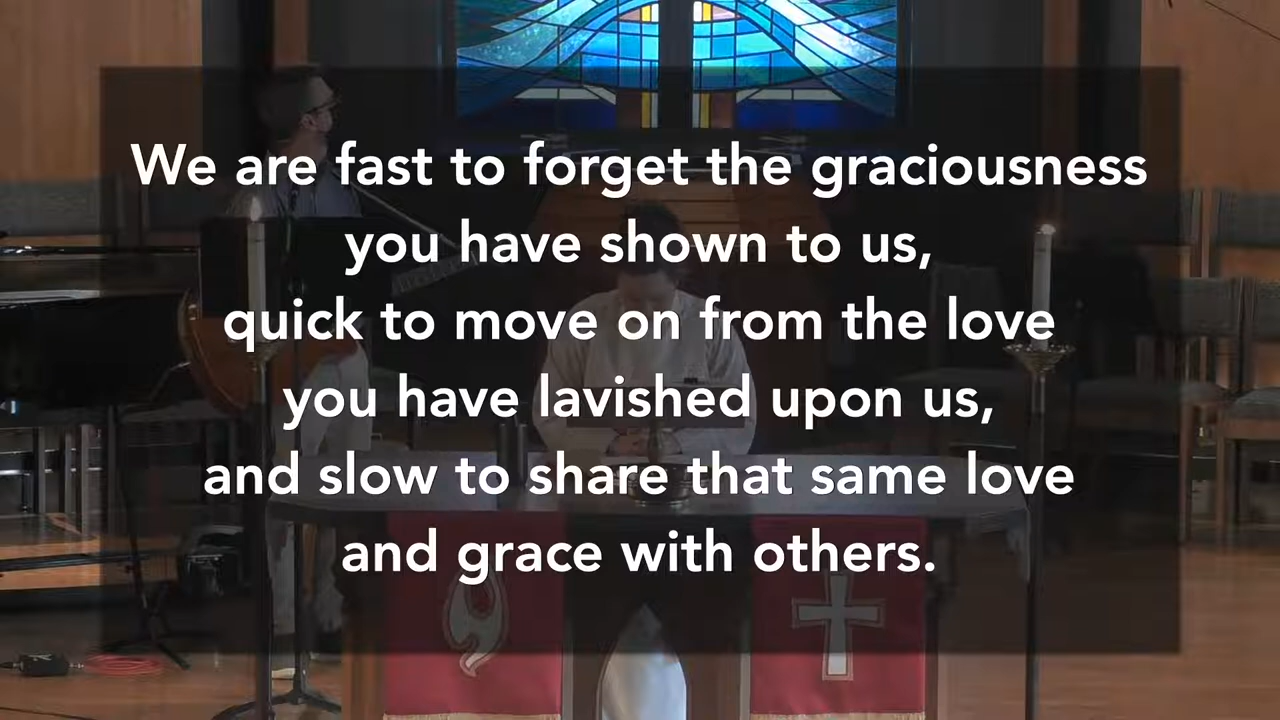 We are fast to forget the graciousness
you have shown to us,
quick to move on from the love
you have lavished upon us,
and slow to share that same love
and grace with others.